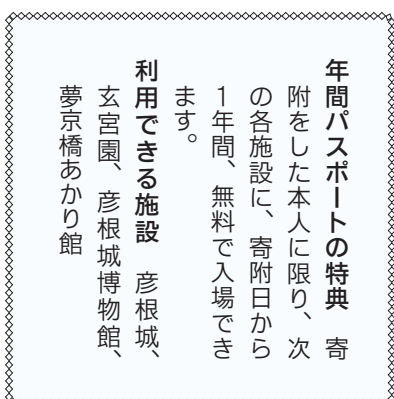 年間パスポートの特典　寄
附をした本人に限り、次
の各施設に、寄附日から
1年間、無料で入場でき
ます。
利用できる施設　彦根城、
玄宮園、彦根城博物館、
夢京橋あかり館